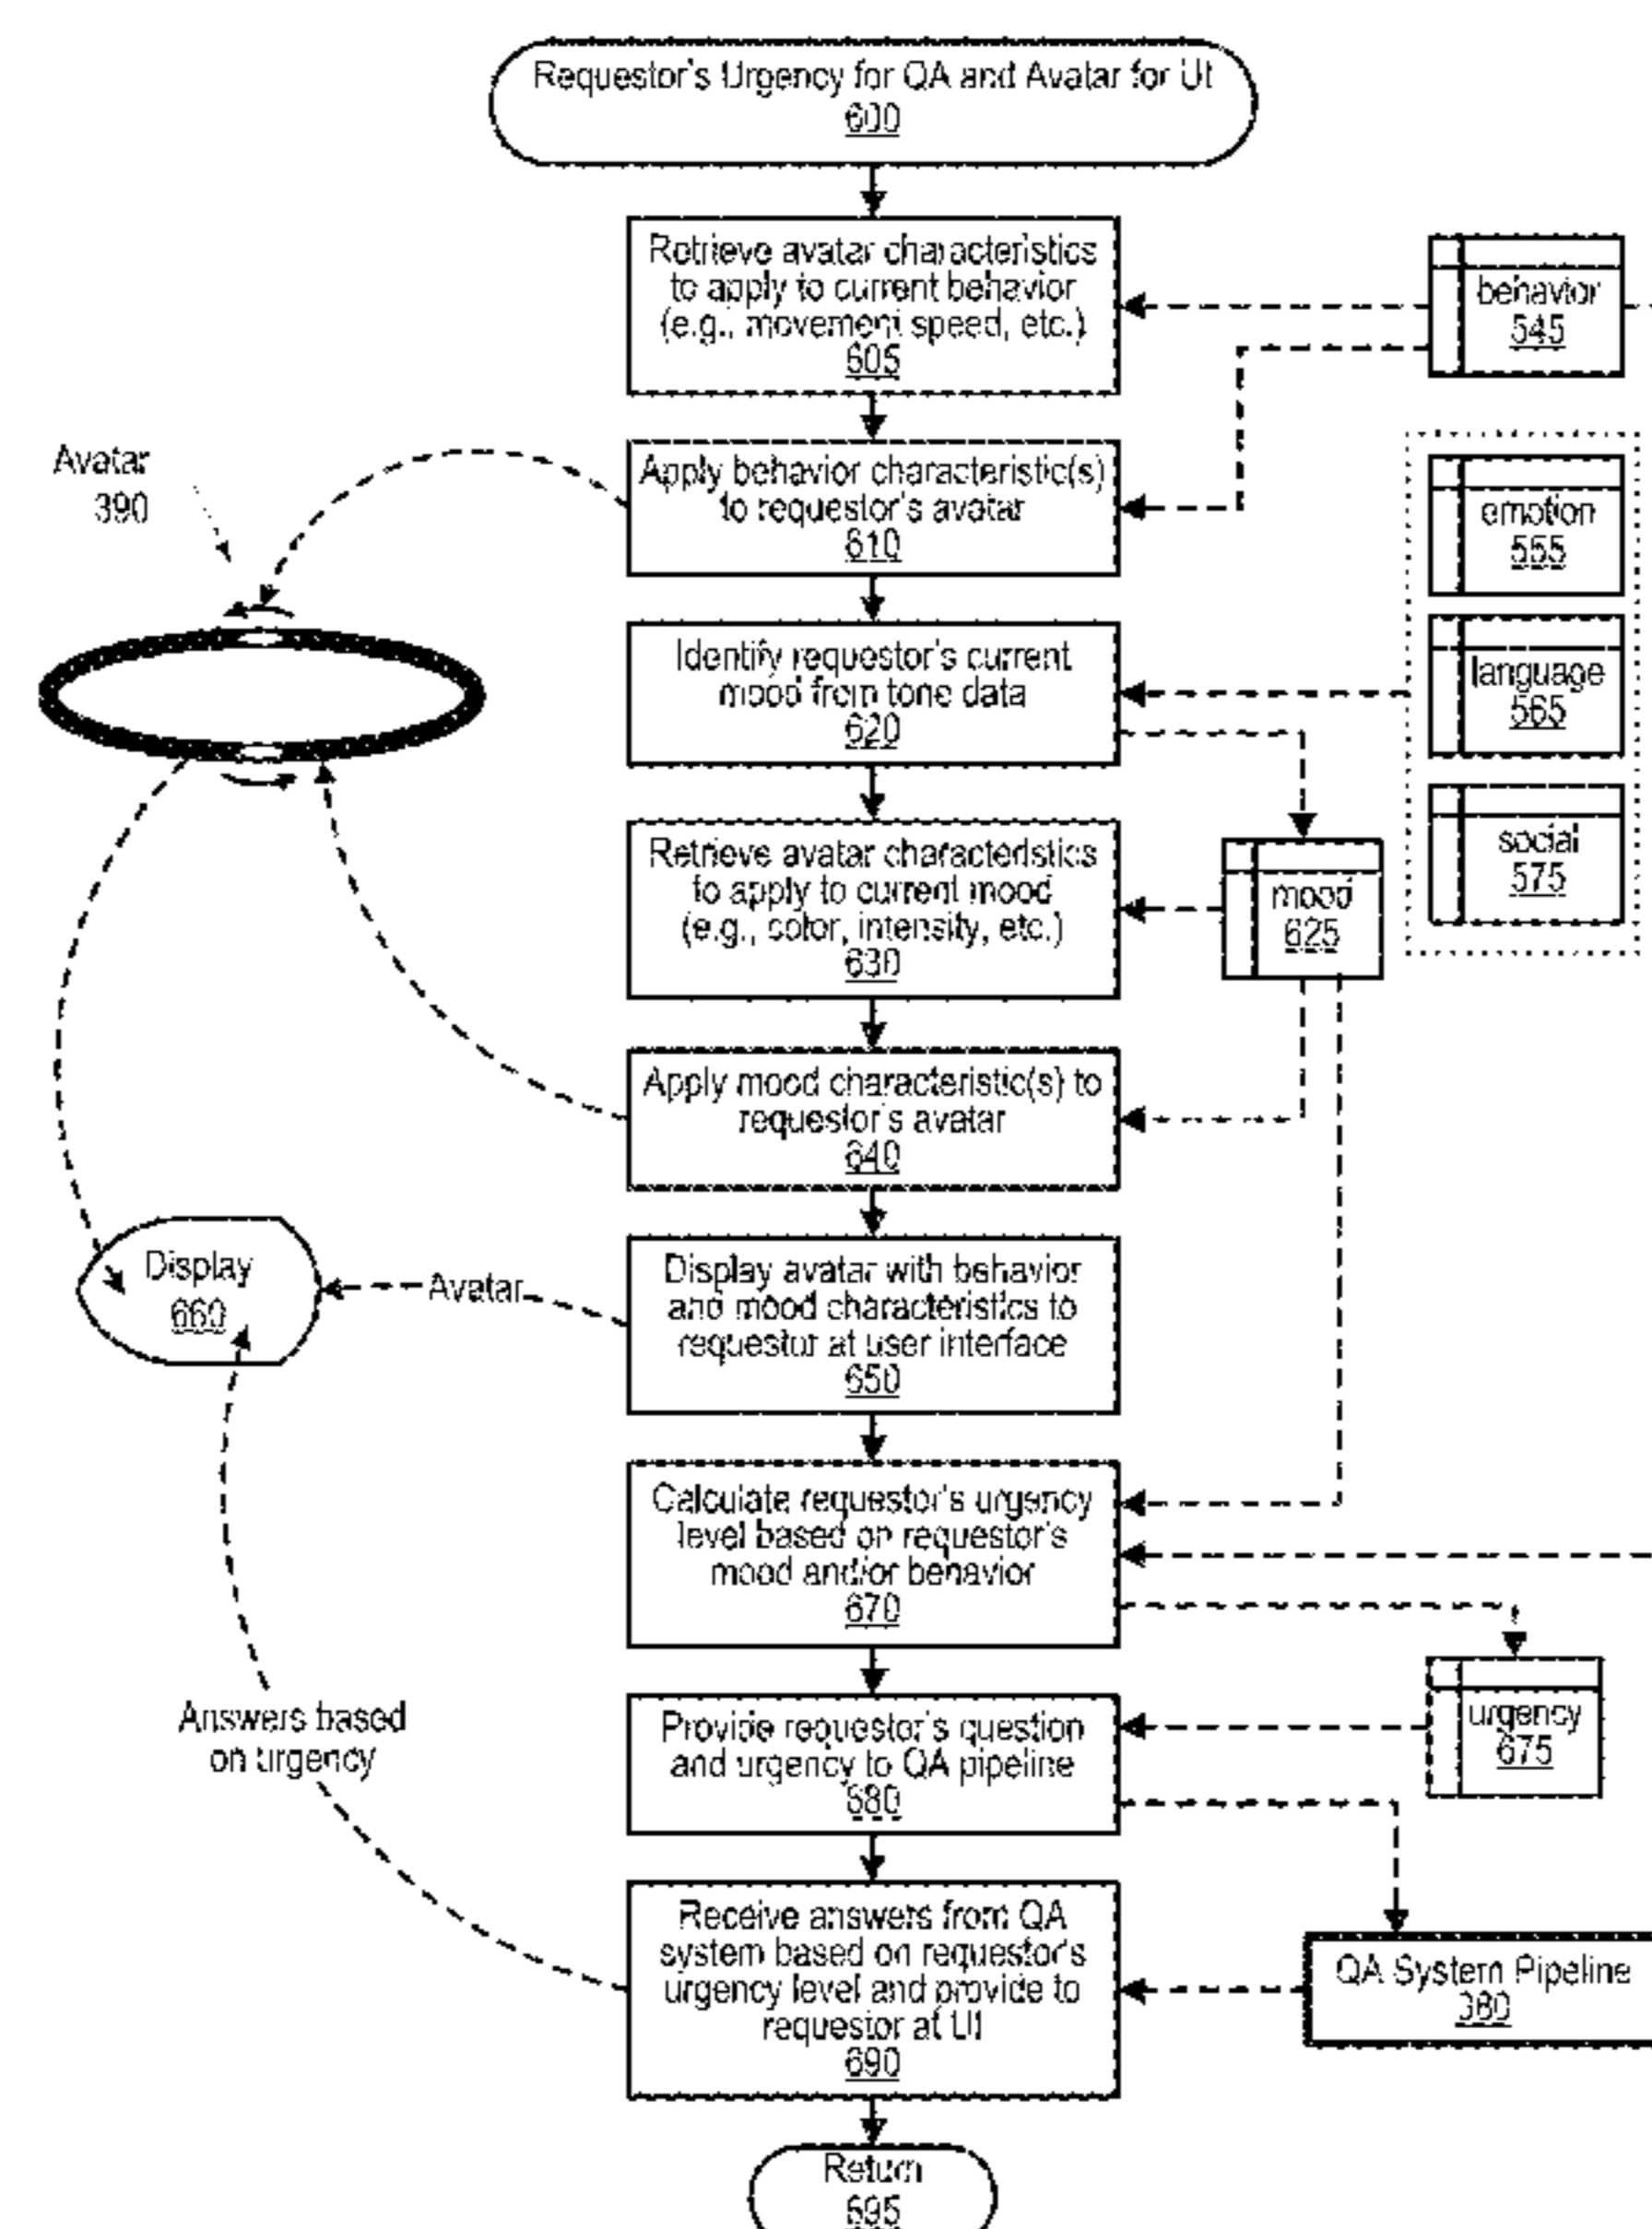 Requestor's Urgency for QA and Avatar for UI
600
Retrieve avatar characteristics
to apply to current behavior
(e.g., movement speed, etc.)
605
behavior
545
Avatar
390
Apply behavior characteristic(s)
to requestor's avatar
610
emotion
555
Identify requestor's current
mood from tone data
620
language
565
Retrieve avatar characteristics
to apply to current mood
(e.g., color, intensity, etc.)
630
mood
625
social
575
Apply mood characteristic(s) to
requestor's avatar
640
Display
660
Avatar
Display avatar with behavior
and mood characteristics to
requestor at user interface
650
Calculate requestor's urgency
level based on requestor's
mood and/or behavior
670
Answers based
on urgency
Provide requestor's question
and urgency to QA pipeline
680
urgency
675
Receive answers from QA
system based on requestor's
urgency level and provide to
requestor at UI
690
QA System Pipeline
380
Return
695